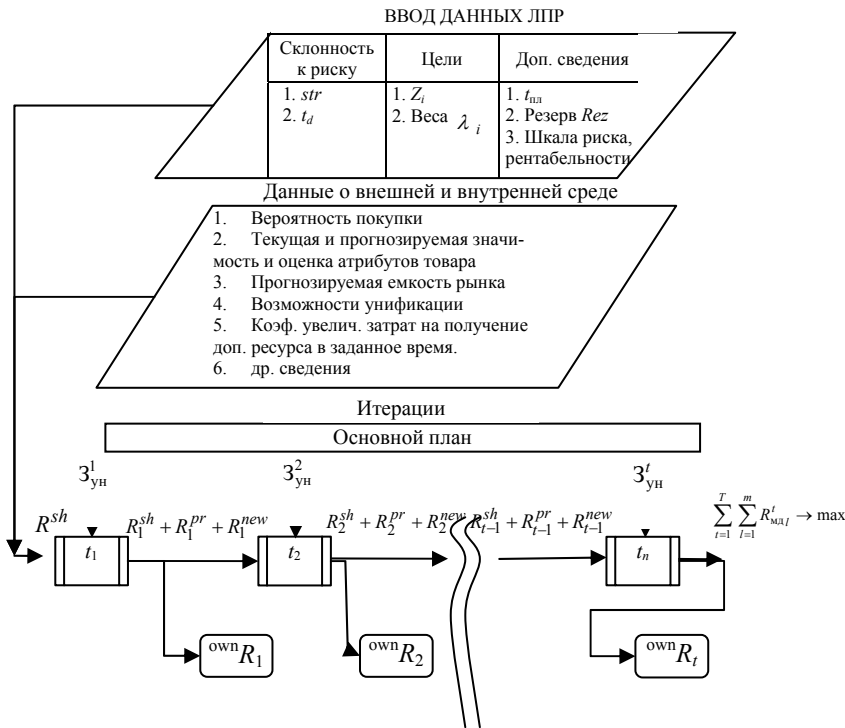 ВВОД ДАННЫХ ЛПР
Склонность к риску
1. str
2. t_d
Цели
1. Z_i
2. Веса λ_i
Доп. сведения
1. t_пл
2. Резерв Rez
3. Шкала риска,
рентабельности
Данные о внешней и внутренней среде
1. Вероятность покупки
2. Текущая и прогнозируемая значи-
мость и оценка атрибутов товара
3. Прогнозируемая емкость рынка
4. Возможности унификации
5. Коэф. увелич. затрат на получение
доп. ресурса в заданное время.
6. др. сведения
Итерации
Основной план
З_ун^1 З_ун^2 З_ун^t
R^sh
R_1^sh + R_1^pr + R_1^new
R_2^sh + R_2^pr + R_2^new
R_{t-1}^sh + R_{t-1}^pr + R_{t-1}^new
∑_{t=1}^T ∑_{l=1}^m R_{мд l}^t → max
t_1 t_2 t_n
^own R_1 ^own R_2 ^own R_t